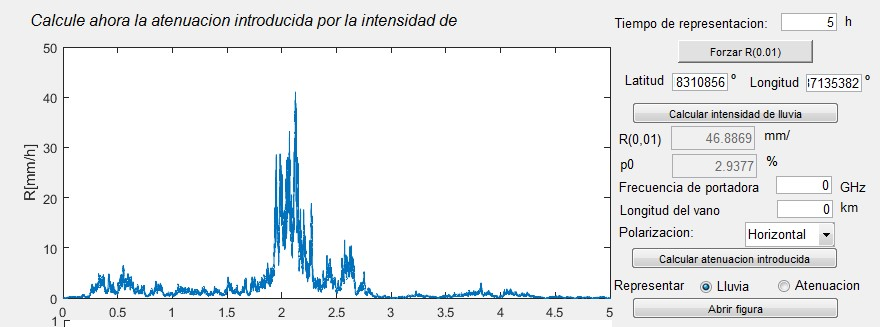 Calcule ahora la atenuacion introducida por la intensidad de
50
40
30
20
10
0
R[mm/h]
0 0.5 1 1.5 2 2.5 3 3.5 4 4.5 5
1
Tiempo de representacion: 5 h
Forzar R(0.01)
Latitud 8310856 º Longitud 7135382 º
Calcular intensidad de lluvia
R(0,01) 46.8869 mm/
p0 2.9377 %
Frecuencia de portadora 0 GHz
Longitud del vano 0 km
Polarizacion: Horizontal
Calcular atenuacion introducida
Representar Lluvia Atenuacion
Abrir figura